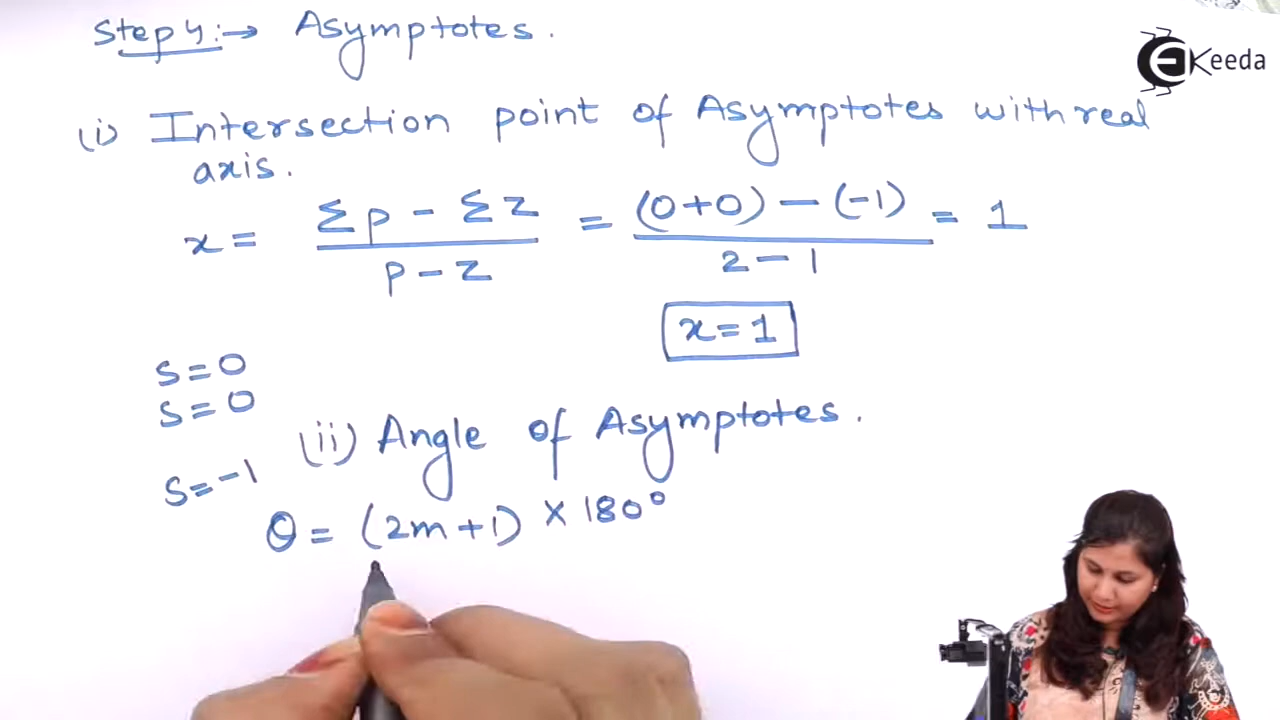 Step 4:→ Asymptotes.
EKeeda
(i) Intersection point of Asymptotes with real
axis.
x = Σp - Σz / p - z = (0+0) - (-1) / 2 - 1 = 1
x = 1
s = 0
s = 0
(ii) Angle of Asymptotes.
s = -1
θ = (2m+1) × 180°